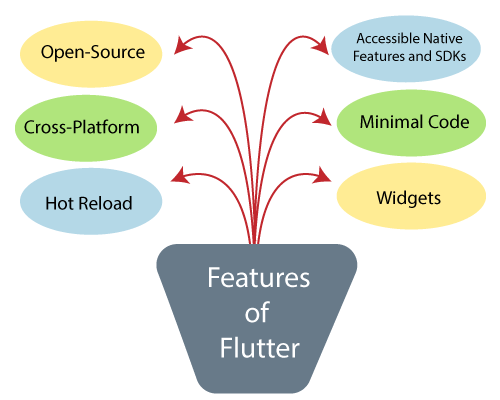 Open-Source
Cross-Platform
Hot Reload
Accessible Native
Features and SDKs
Minimal Code
Widgets
Features
of
Flutter